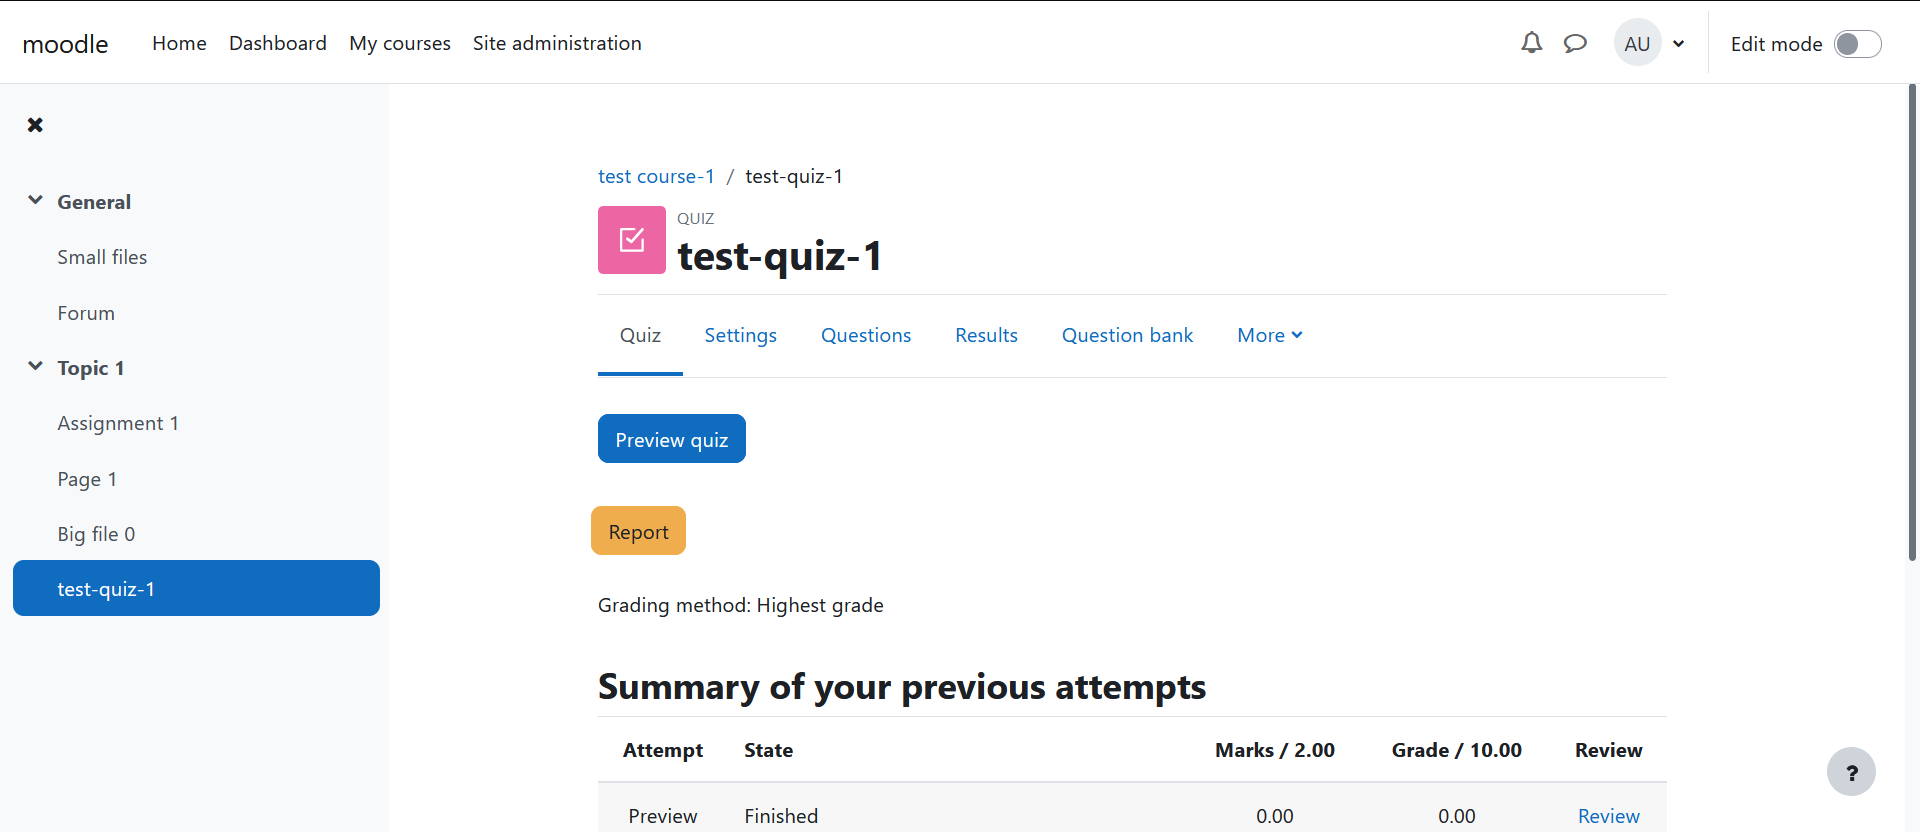 moodle Home Dashboard My courses Site administration AU Edit mode
General
Small files
Forum
Topic 1
Assignment 1
Page 1
Big file 0
test-quiz-1
test course-1 / test-quiz-1
QUIZ
test-quiz-1
Quiz Settings Questions Results Question bank More
Preview quiz
Report
Grading method: Highest grade
Summary of your previous attempts
Attempt State Marks / 2.00 Grade / 10.00 Review
Preview Finished 0.00 0.00 Review
?